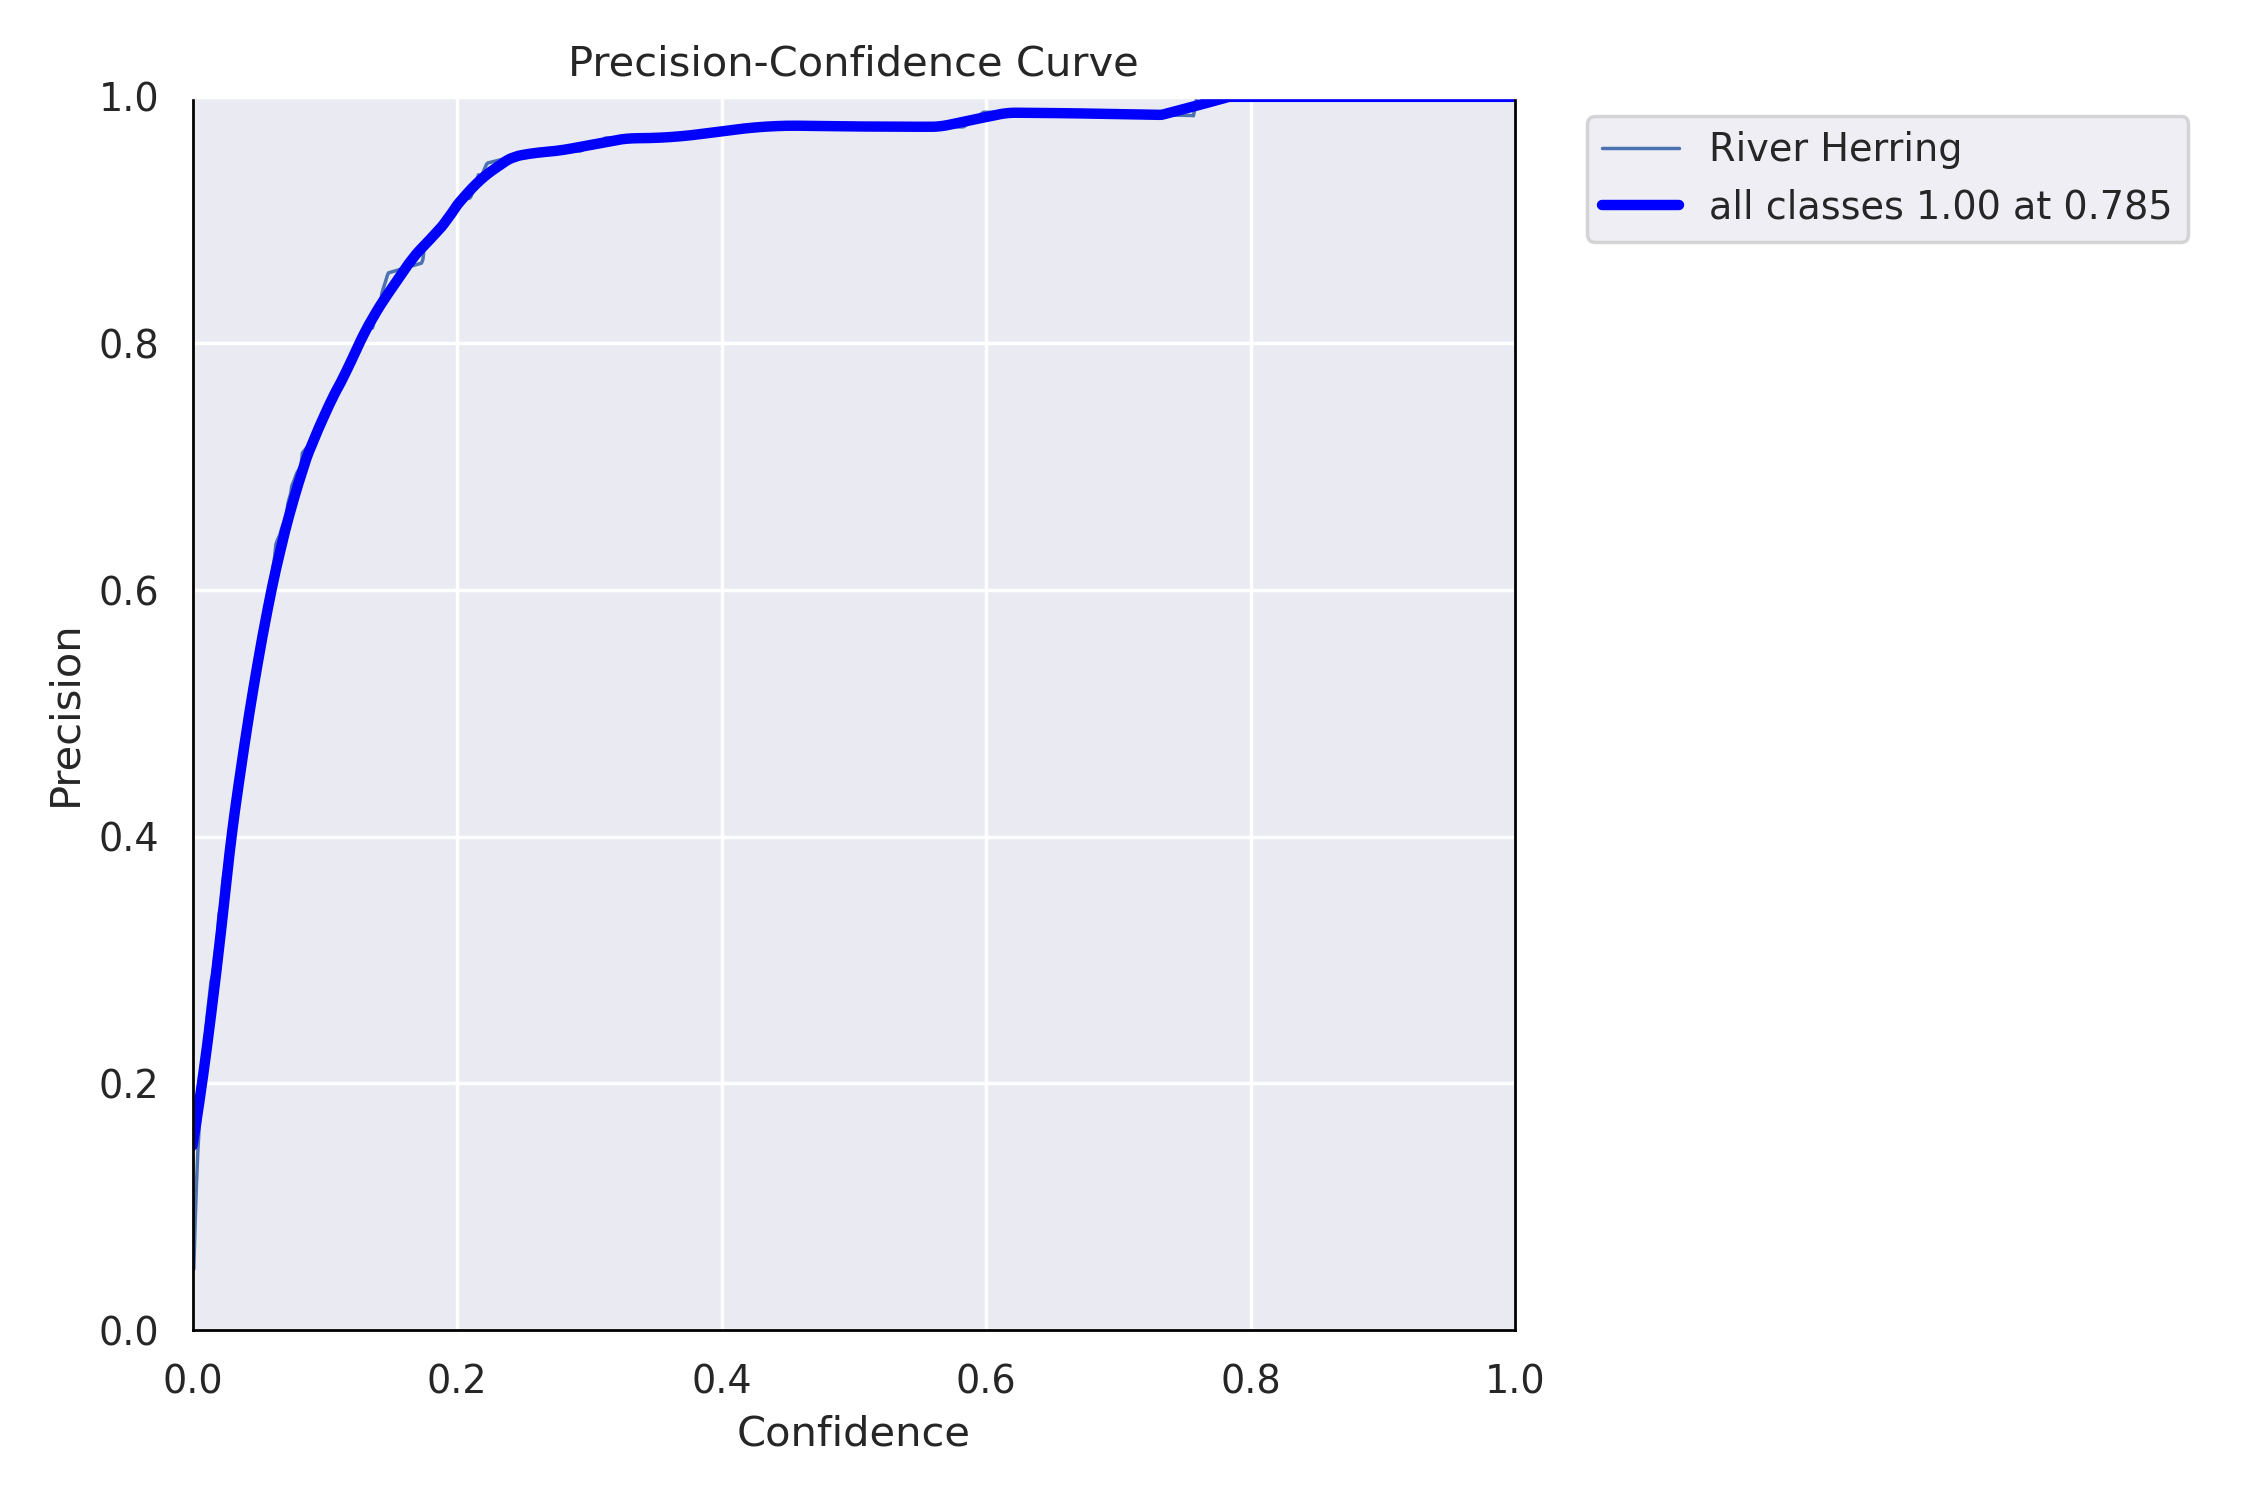 Precision-Confidence Curve
1.0
0.8
0.6
0.4
0.2
0.0
Precision
0.0 0.2 0.4 0.6 0.8 1.0
Confidence
River Herring
all classes 1.00 at 0.785